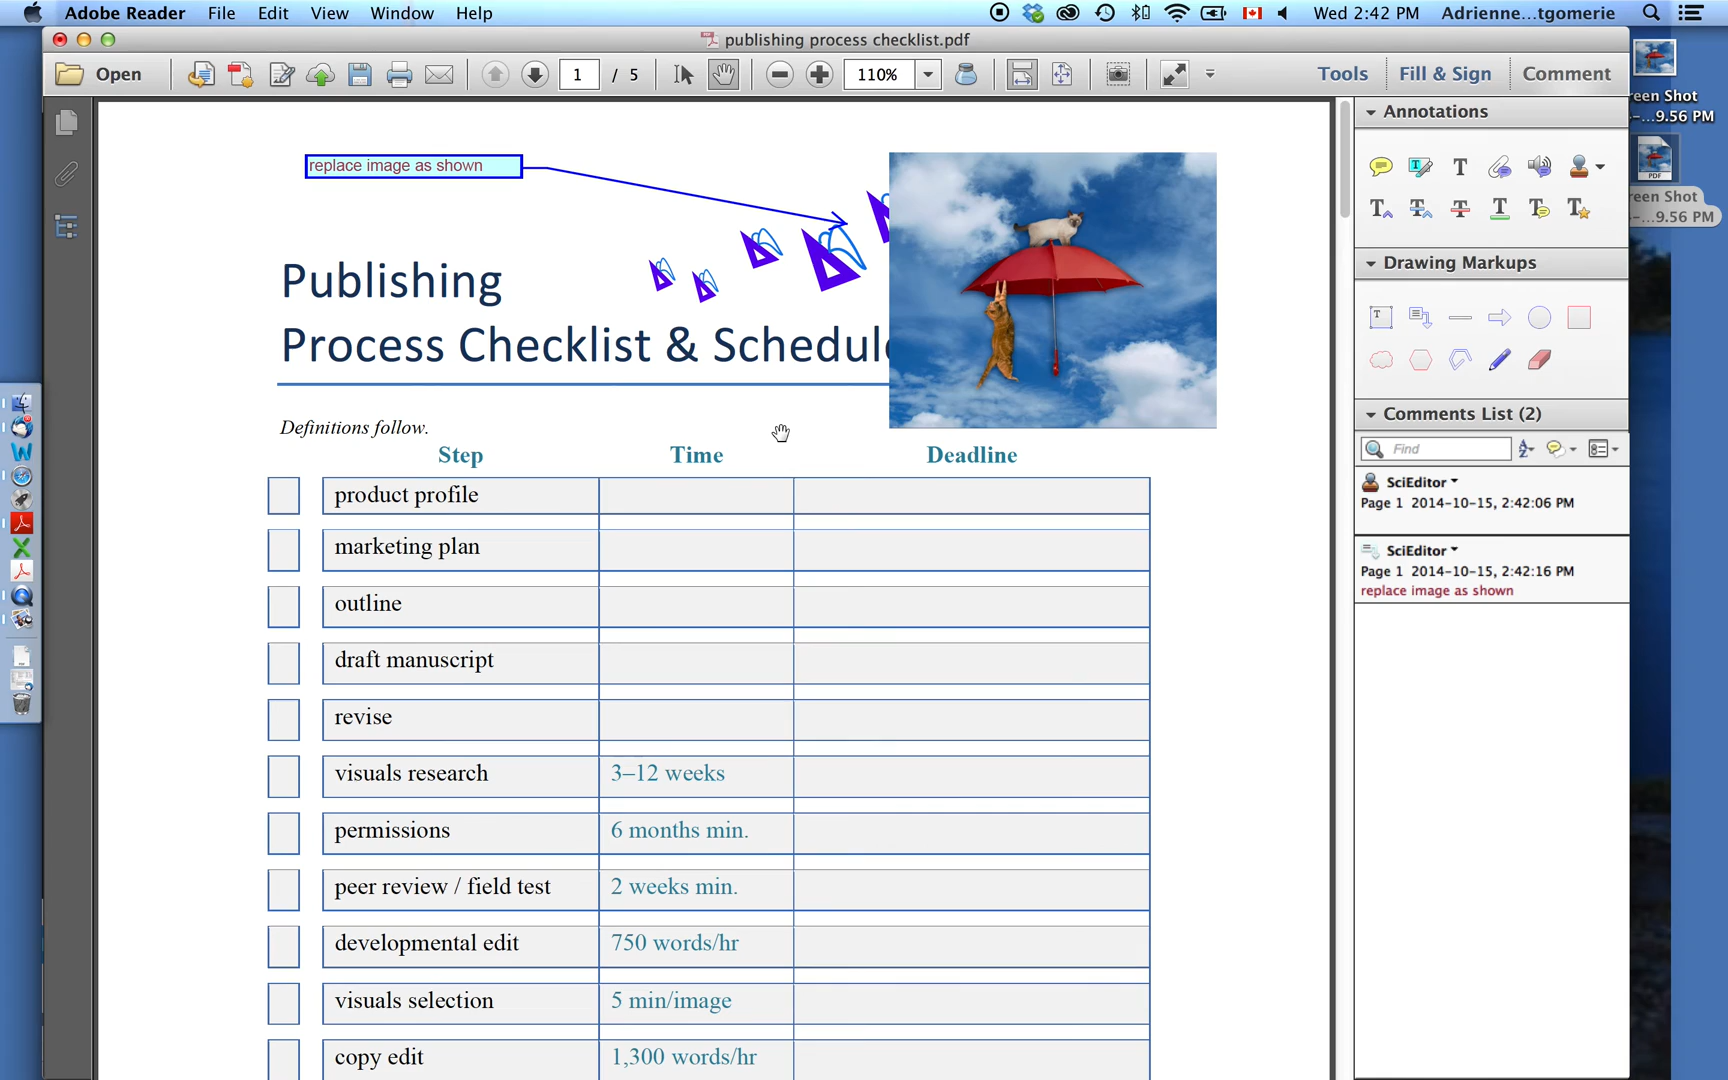 Adobe Reader File Edit View Window Help Wed 2:42 PM Adrienne...tgomerie
publishing process checklist.pdf
Open 1 / 5 110% Tools Fill & Sign Comment
replace image as shown
Publishing
Process Checklist & Schedul
Definitions follow.
Step Time Deadline
product profile
marketing plan
outline
draft manuscript
revise
visuals research 3–12 weeks
permissions 6 months min.
peer review / field test 2 weeks min.
developmental edit 750 words/hr
visuals selection 5 min/image
copy edit 1,300 words/hr
Annotations
Drawing Markups
Comments List (2)
Find
SciEditor
Page 1 2014-10-15, 2:42:06 PM
SciEditor
Page 1 2014-10-15, 2:42:16 PM
replace image as shown
reen Shot
-...9.56 PM
PDF
reen Shot
-...9.56 PM